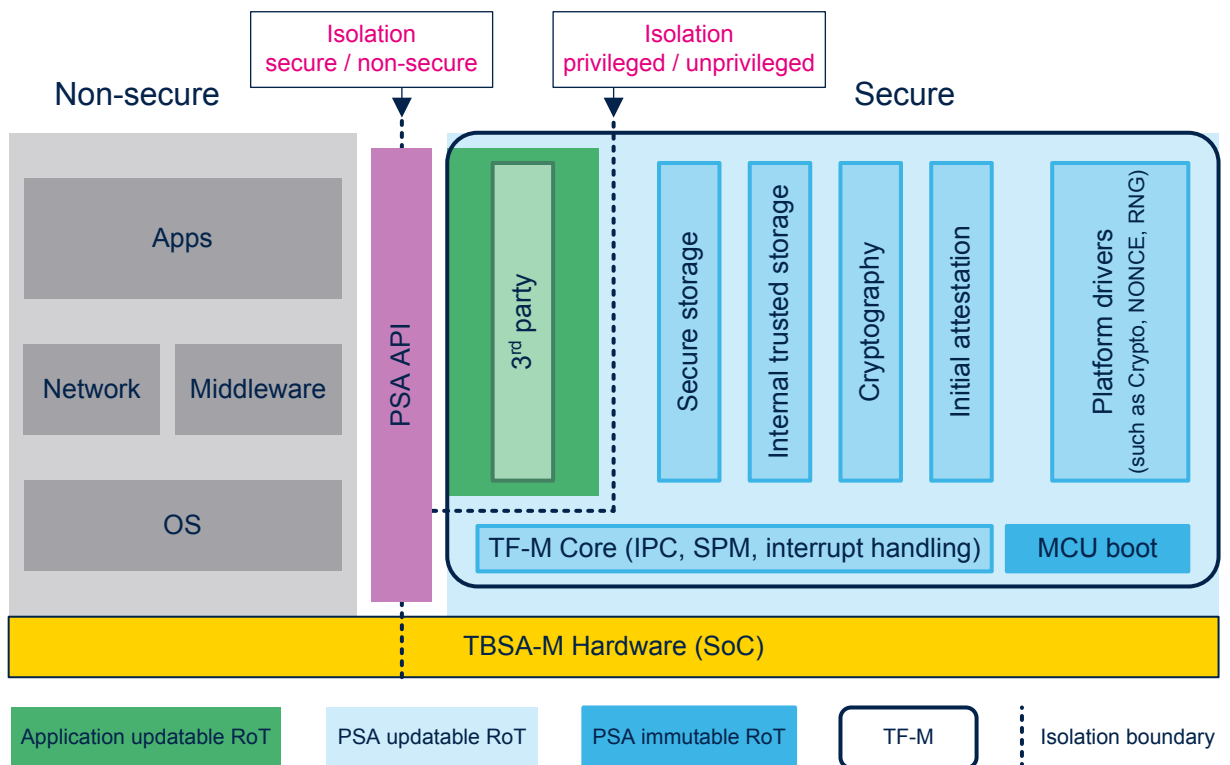 Isolation
secure / non-secure
Isolation
privileged / unprivileged
Non-secure
Secure
Apps
Network
Middleware
OS
PSA API
3rd party
Secure storage
Internal trusted storage
Cryptography
Initial attestation
Platform drivers
(such as Crypto, NONCE, RNG)
TF-M Core (IPC, SPM, interrupt handling)
MCU boot
TBSA-M Hardware (SoC)
Application updatable RoT
PSA updatable RoT
PSA immutable RoT
TF-M
Isolation boundary